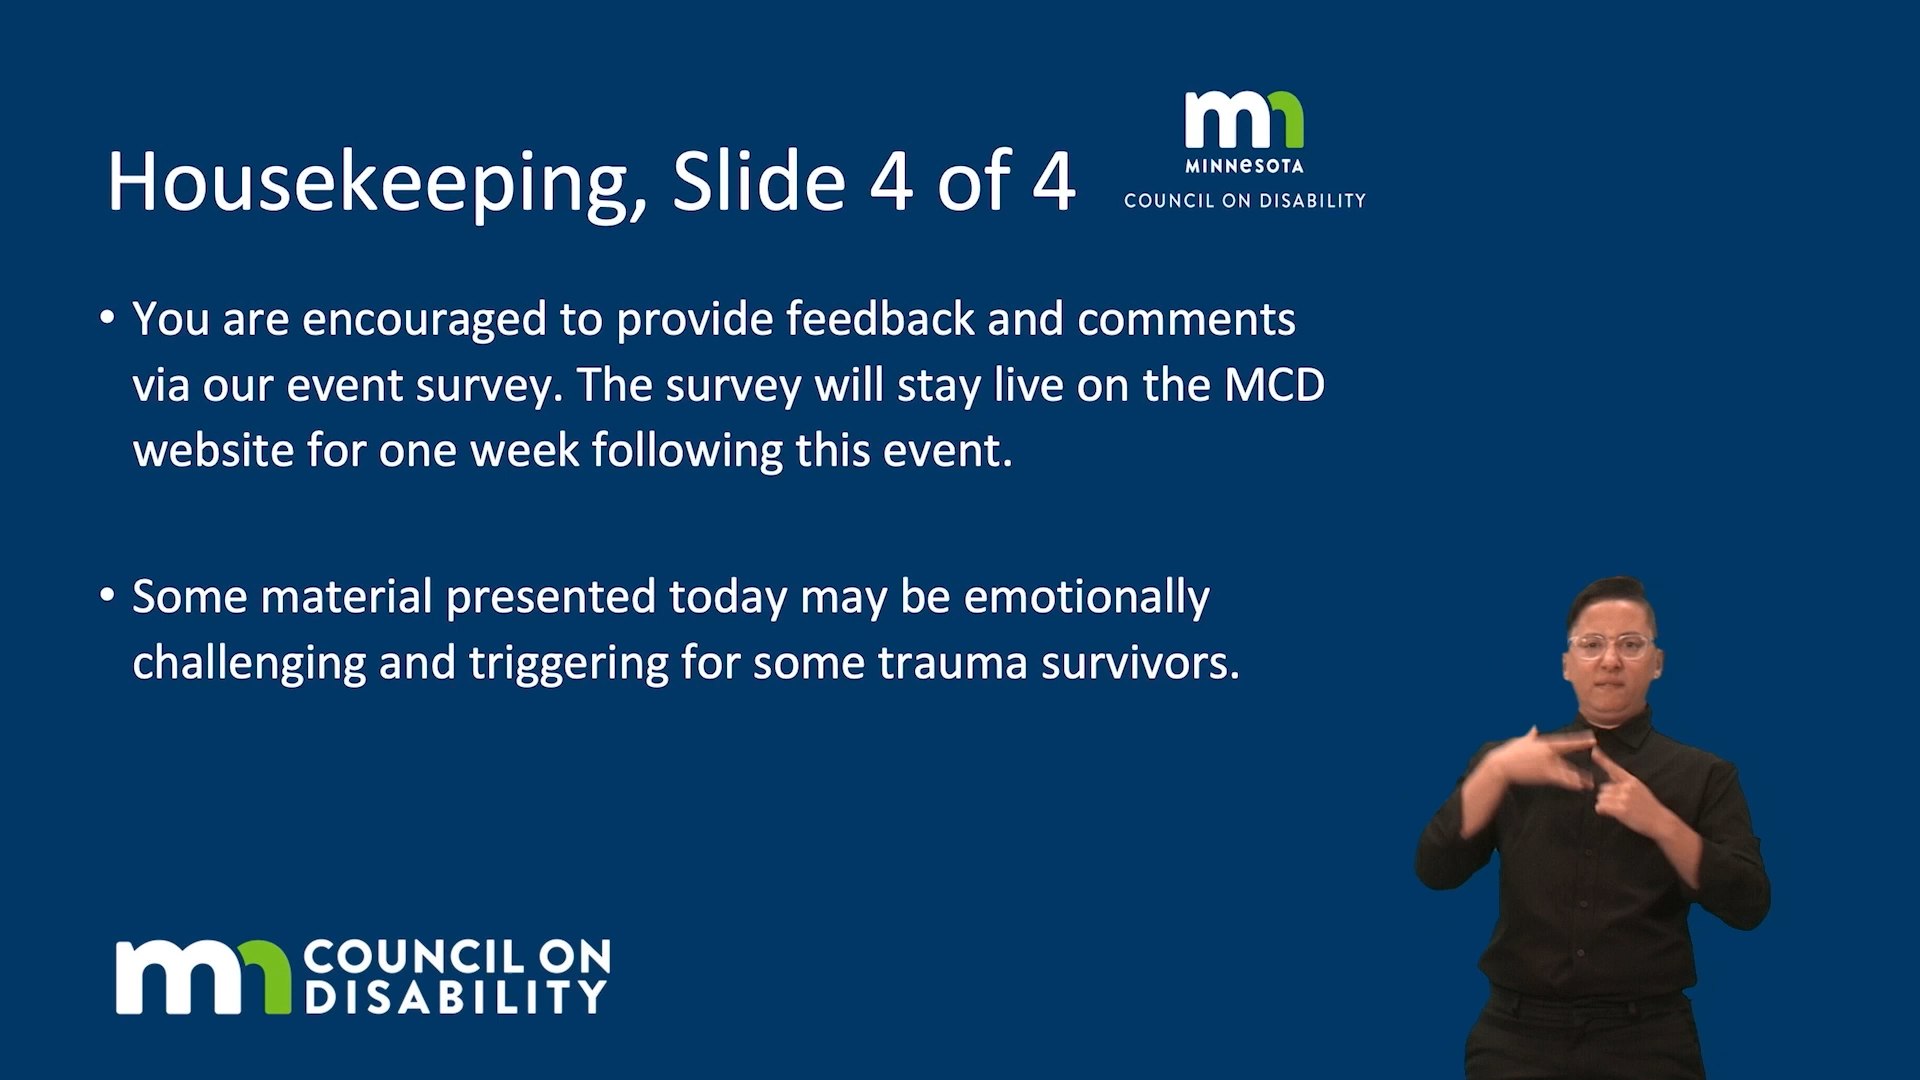 Housekeeping, Slide 4 of 4
mn
MINNESOTA
COUNCIL ON DISABILITY
• You are encouraged to provide feedback and comments
via our event survey. The survey will stay live on the MCD
website for one week following this event.
• Some material presented today may be emotionally
challenging and triggering for some trauma survivors.
mn COUNCIL ON
DISABILITY